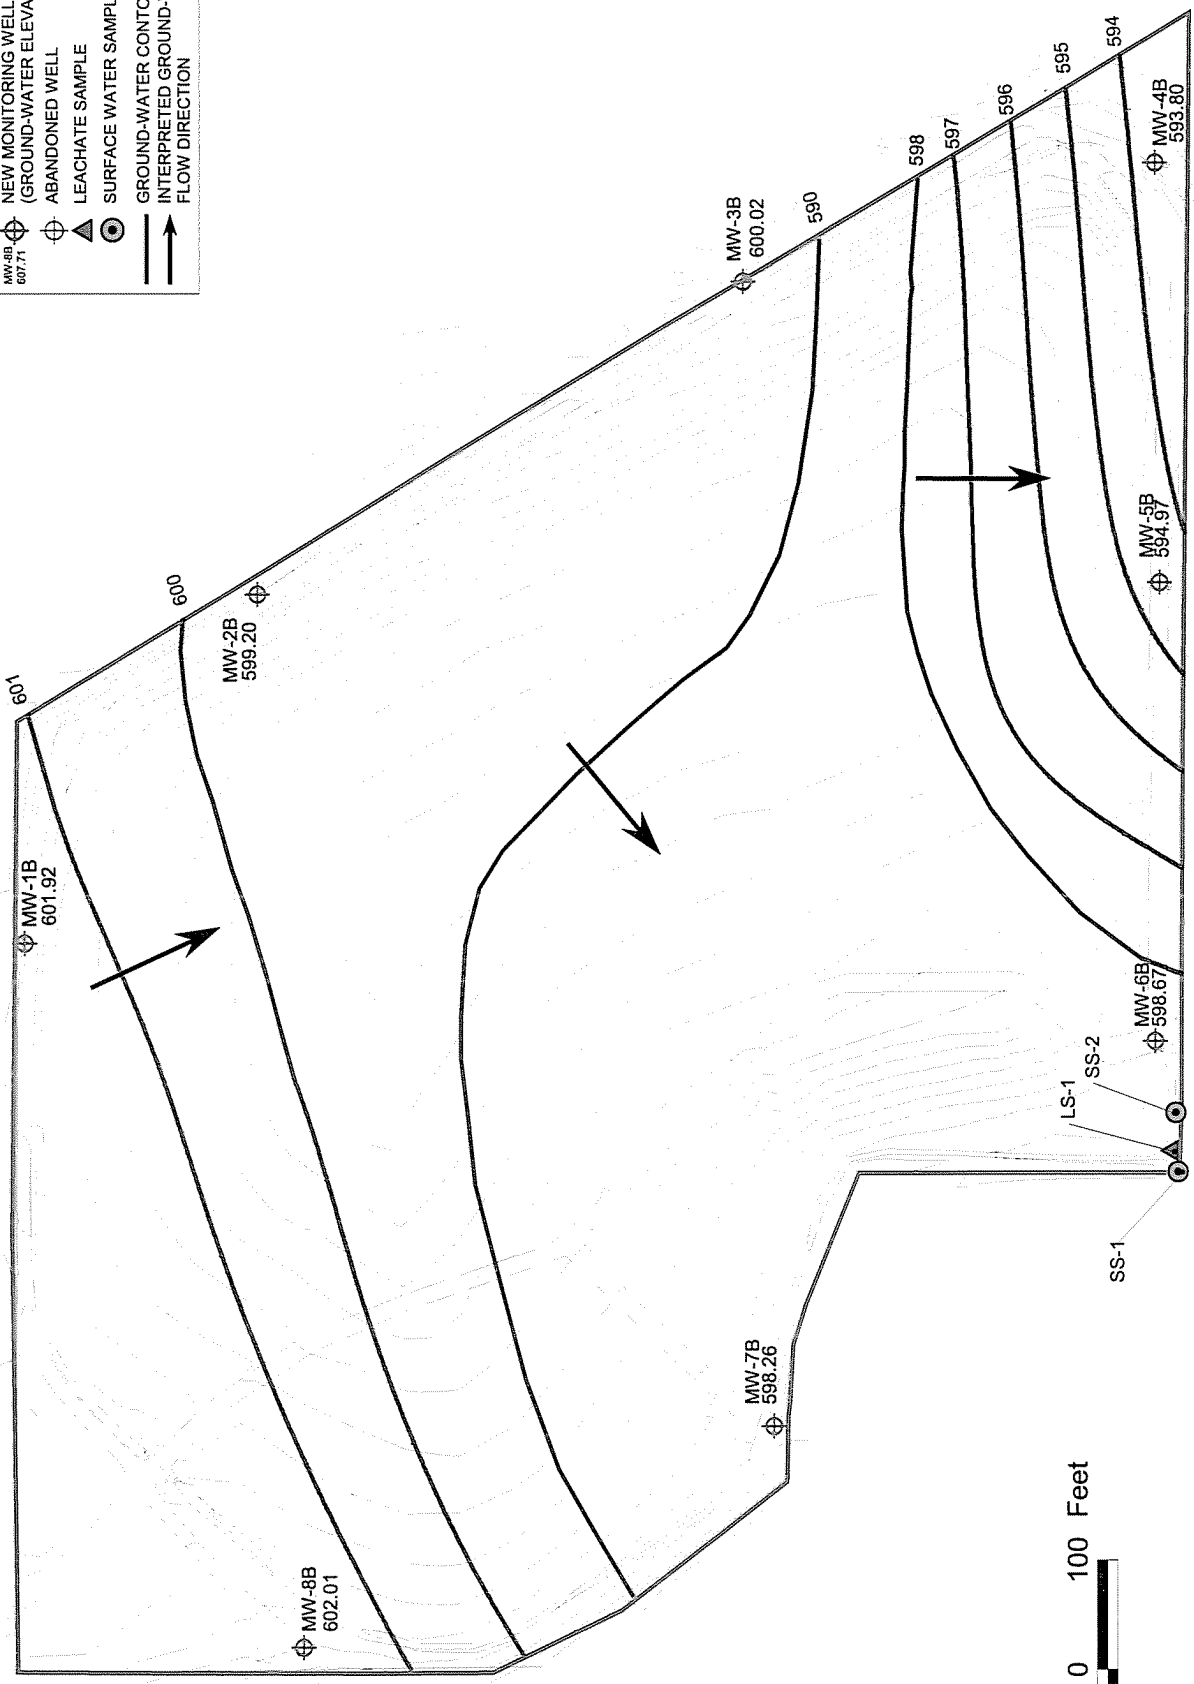 MW-8B
607.71
NEW MONITORING WELL
(GROUND-WATER ELEVA
ABANDONED WELL
LEACHATE SAMPLE
SURFACE WATER SAMPL
GROUND-WATER CONTO
INTERPRETED GROUND-
FLOW DIRECTION
601
600
590
598
597
596
595
594
MW-1B
601.92
MW-2B
599.20
MW-3B
600.02
MW-4B
593.80
MW-5B
594.97
MW-6B
598.67
MW-7B
598.26
MW-8B
602.01
LS-1
SS-2
SS-1
0 100 Feet